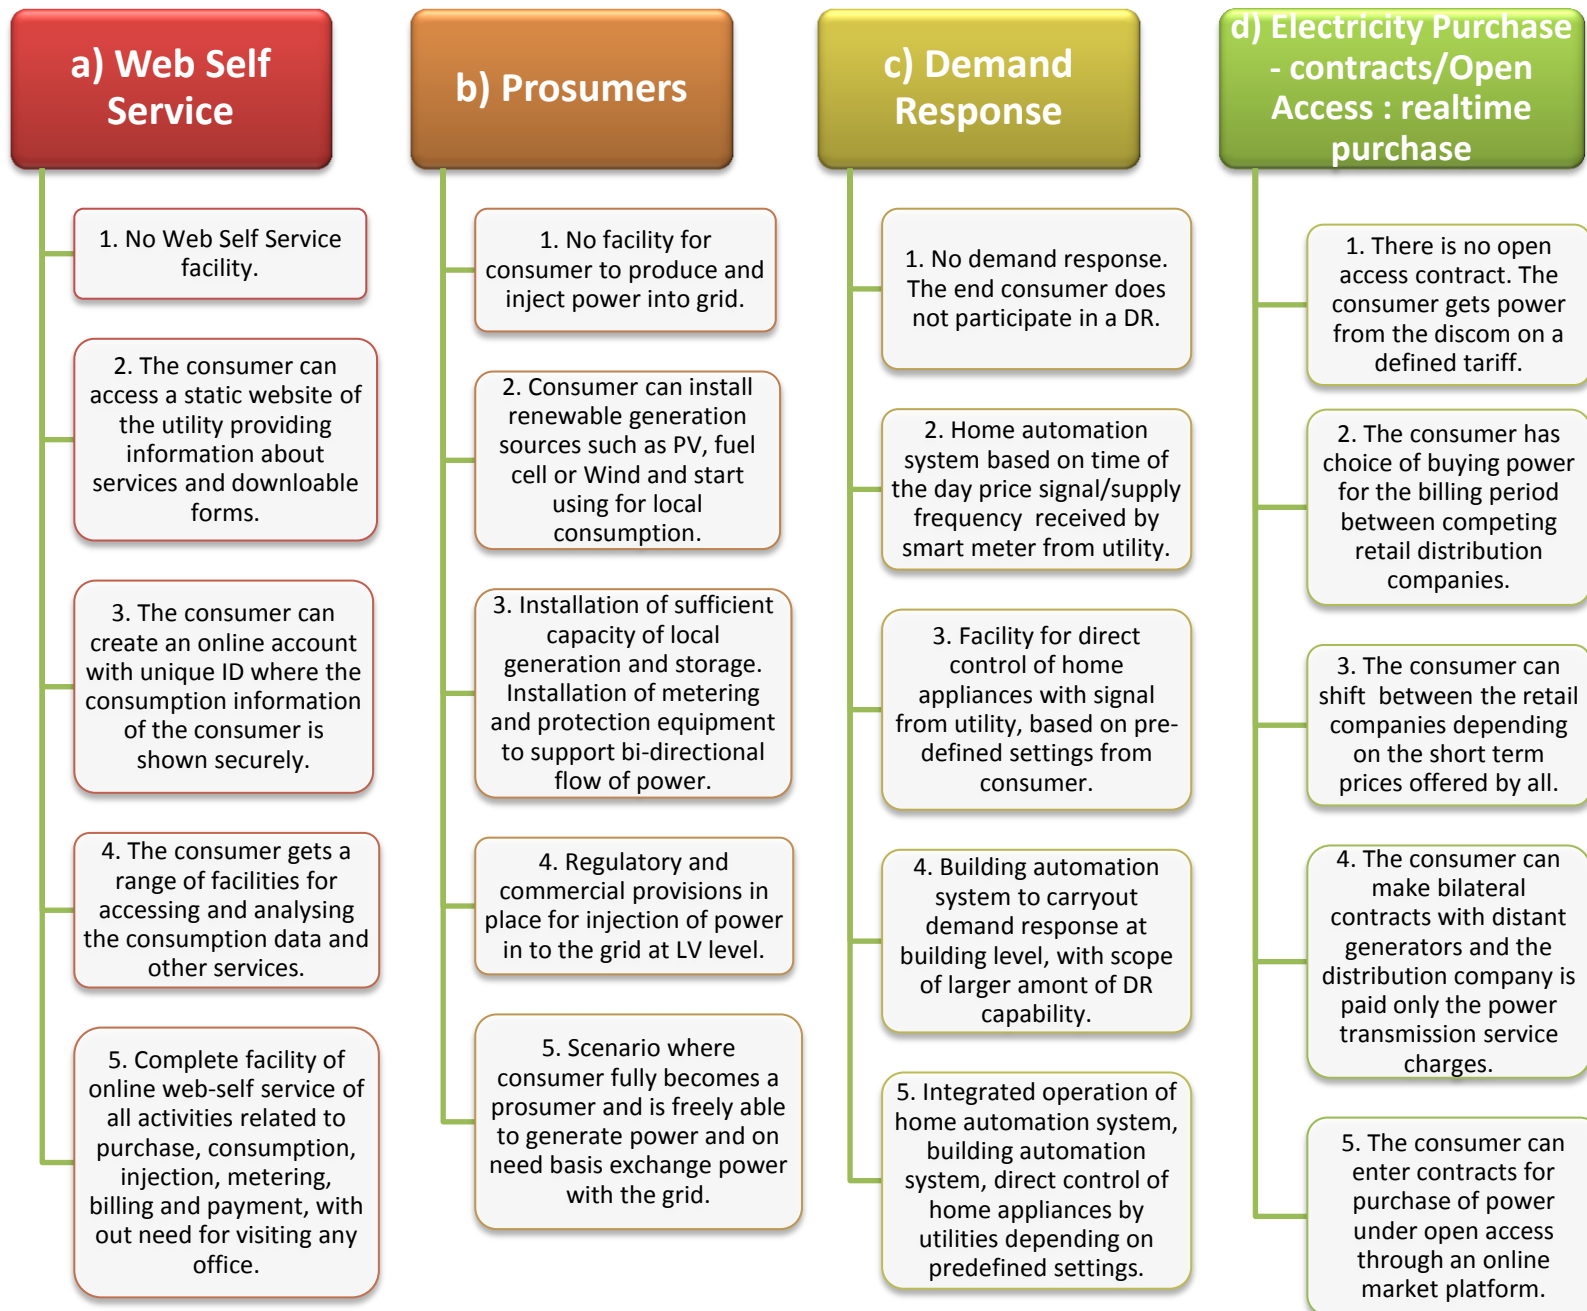 a) Web Self
Service
1. No Web Self Service
facility.
2. The consumer can
access a static website of
the utility providing
information about
services and downloable
forms.
3. The consumer can
create an online account
with unique ID where the
consumption information
of the consumer is
shown securely.
4. The consumer gets a
range of facilities for
accessing and analysing
the consumption data and
other services.
5. Complete facility of
online web-self service of
all activities related to
purchase, consumption,
injection, metering,
billing and payment, with
out need for visiting any
office.
b) Prosumers
1. No facility for
consumer to produce and
inject power into grid.
2. Consumer can install
renewable generation
sources such as PV, fuel
cell or Wind and start
using for local
consumption.
3. Installation of sufficient
capacity of local
generation and storage.
Installation of metering
and protection equipment
to support bi-directional
flow of power.
4. Regulatory and
commercial provisions in
place for injection of power
in to the grid at LV level.
5. Scenario where
consumer fully becomes a
prosumer and is freely able
to generate power and on
need basis exchange power
with the grid.
c) Demand
Response
1. No demand response.
The end consumer does
not participate in a DR.
2. Home automation
system based on time of
the day price signal/supply
frequency received by
smart meter from utility.
3. Facility for direct
control of home
appliances with signal
from utility, based on pre-
defined settings from
consumer.
4. Building automation
system to carryout
demand response at
building level, with scope
of larger amont of DR
capability.
5. Integrated operation of
home automation system,
building automation
system, direct control of
home appliances by
utilities depending on
predefined settings.
d) Electricity Purchase
- contracts/Open
Access : realtime
purchase
1. There is no open
access contract. The
consumer gets power
from the discom on a
defined tariff.
2. The consumer has
choice of buying power
for the billing period
between competing
retail distribution
companies.
3. The consumer can
shift between the retail
companies depending
on the short term
prices offered by all.
4. The consumer can
make bilateral
contracts with distant
generators and the
distribution company is
paid only the power
transmission service
charges.
5. The consumer can
enter contracts for
purchase of power
under open access
through an online
market platform.